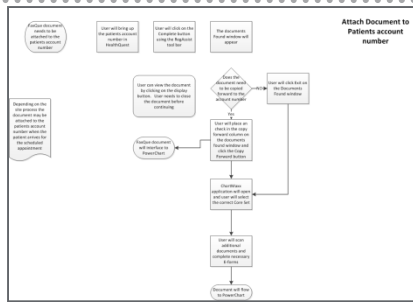 Attach Document to
Patients account
number
FaxQue document
needs to be
attached to the
patients account
number
User will bring up
the patients account
number in
HealthQuest
User will click on the
Complete button
using the RegAssist
tool bar
The documents
found window will
appear
User can view the document
by clicking on the display
button. User needs to close
the document before
continuing
Does the
document need
to be copied
forward to the
account number
NO
User will Exit on
the Documents
Found window
Yes
Depending on the
site process the
document may be
attached to the
patients account
number when the
patient arrives for
the scheduled
appointment
User will place an
check in the copy
forward column on
the documents
found window and
click the Copy
Forward button
FaxQue document
will interface to
PowerChart
application will open
and user will select
the correct Con Set
User will scan
additional
documents and
complete necessary
E-Forms
Document will flow
to PowerChart